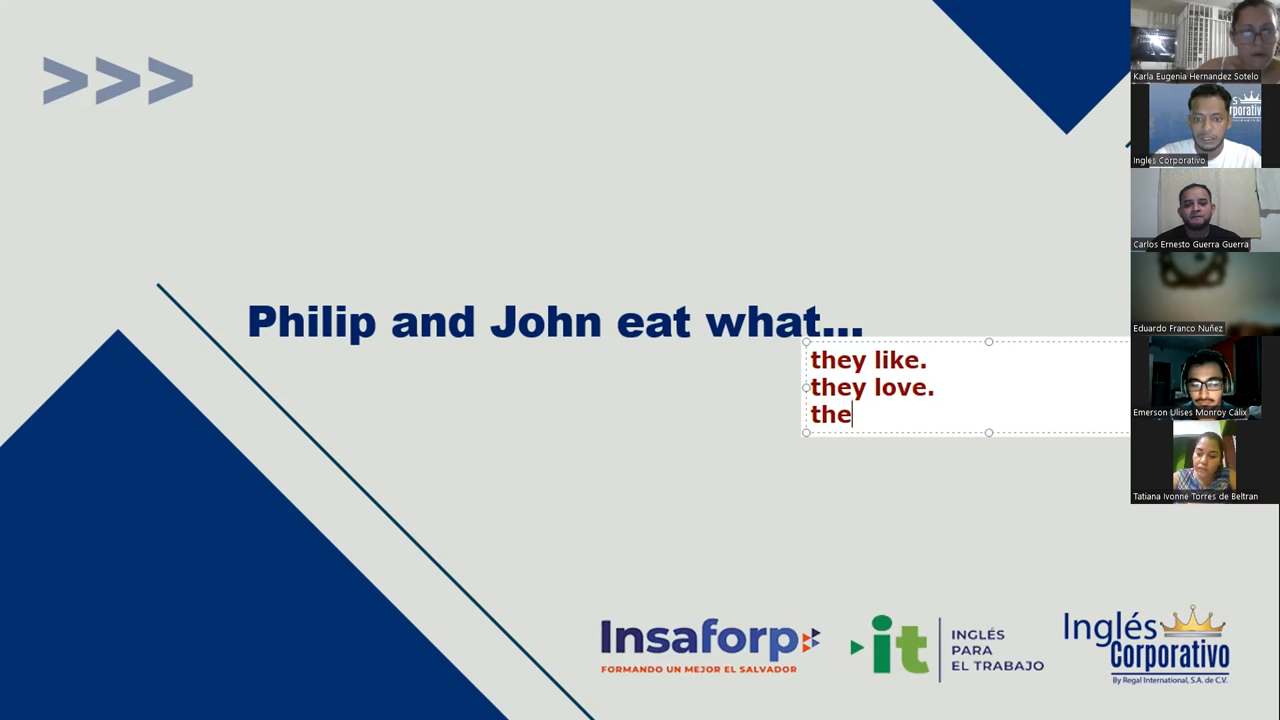 >>>
Philip and John eat what...
they like.
they love.
the
Insaforp
FORMANDO UN MEJOR EL SALVADOR
it
INGLÉS
PARA
EL TRABAJO
Inglés
Corporativo
By Regal International, S.A. de C.V.
Karla Eugenia Hernandez Sotelo
Ingles Corporativo
Carlos Ernesto Guerra Guerra
Eduardo Franco Nuñez
Emerson Ulises Monroy Cálix
Tatiana Ivonne Torres de Beltran